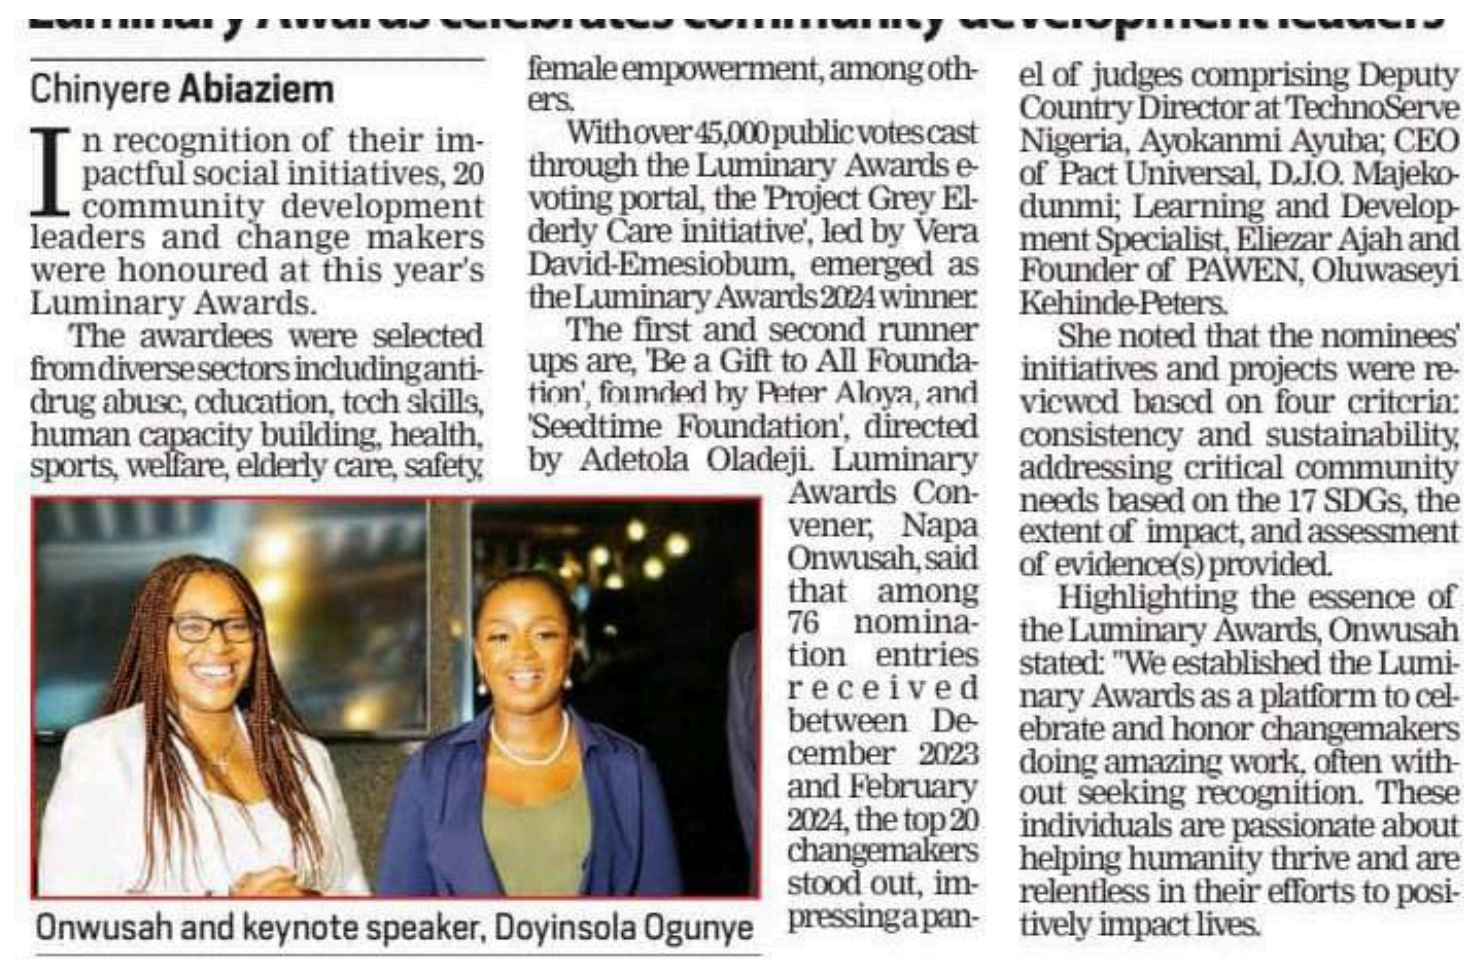 Luminary Awards celebrates community development leaders
Chinyere Abiaziem
In recognition of their im-
pactful social initiatives, 20
community development
leaders and change makers
were honoured at this year's
Luminary Awards.
The awardees were selected
from diverse sectors including anti-
drug abuse, education, tech skills,
human capacity building, health,
sports, welfare, elderly care, safety,
female empowerment, among oth-
ers.
With over 45,000 public votes cast
through the Luminary Awards e-
voting portal, the 'Project Grey El-
derly Care initiative', led by Vera
David-Emesiobum, emerged as
the Luminary Awards 2024 winner.
The first and second runner
ups are, 'Be a Gift to All Founda-
tion', founded by Peter Aloya, and
'Seedtime Foundation', directed
by Adetola Oladeji. Luminary
Awards Con-
vener, Napa
Onwusah, said
that among
76 nomina-
tion entries
received
between De-
cember 2023
and February
2024, the top 20
changemakers
stood out, im-
pressing a pan-
el of judges comprising Deputy
Country Director at TechnoServe
Nigeria, Ayokanmi Ayuba; CEO
of Pact Universal, D.J.O. Majeko-
dunmi; Learning and Develop-
ment Specialist, Eliezar Ajah and
Founder of PAWEN, Oluwaseyi
Kehinde-Peters.
She noted that the nominees'
initiatives and projects were re-
viewed based on four criteria:
consistency and sustainability,
addressing critical community
needs based on the 17 SDGs, the
extent of impact, and assessment
of evidence(s) provided.
Highlighting the essence of
the Luminary Awards, Onwusah
stated: "We established the Lumi-
nary Awards as a platform to cel-
ebrate and honor changemakers
doing amazing work, often with-
out seeking recognition. These
individuals are passionate about
helping humanity thrive and are
relentless in their efforts to posi-
tively impact lives.
Onwusah and keynote speaker, Doyinsola Ogunye